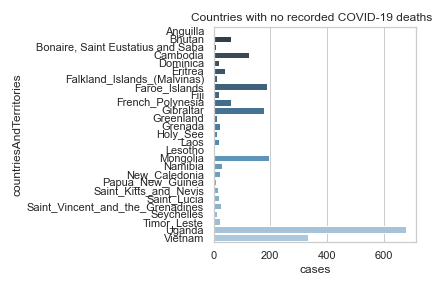 Countries with no recorded COVID-19 deaths
countriesAndTerritories
Anguilla
Bhutan
Bonaire, Saint Eustatius and Saba
Cambodia
Dominica
Eritrea
Falkland_Islands_(Malvinas)
Faroe_Islands
Fiji
French_Polynesia
Gibraltar
Greenland
Grenada
Holy_See
Laos
Lesotho
Mongolia
Namibia
New_Caledonia
Papua_New_Guinea
Saint_Kitts_and_Nevis
Saint_Lucia
Saint_Vincent_and_the_Grenadines
Seychelles
Timor_Leste
Uganda
Vietnam
0 200 400 600
cases